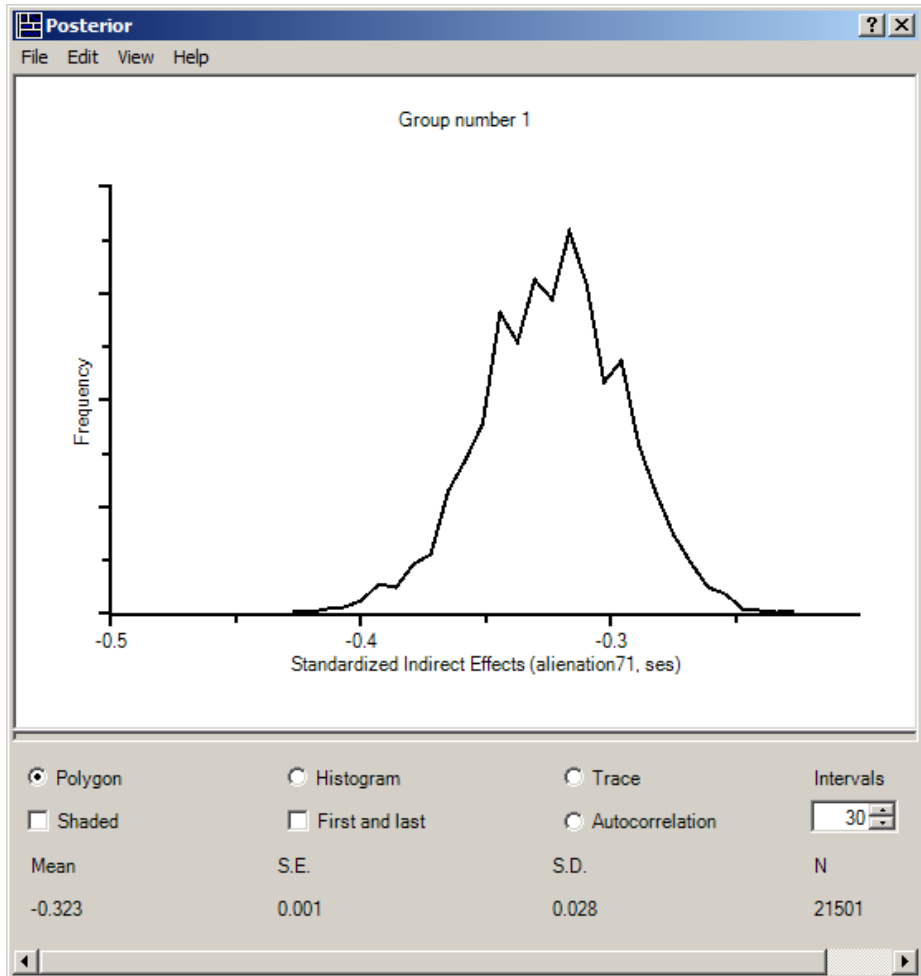 Posterior
File Edit View Help
Group number 1
Frequency
-0.5 -0.4 -0.3
Standardized Indirect Effects (alienation71, ses)
Polygon Histogram Trace Intervals
Shaded First and last Autocorrelation 30
Mean S.E. S.D. N
-0.323 0.001 0.028 21501